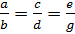 a/b = c/d = e/g